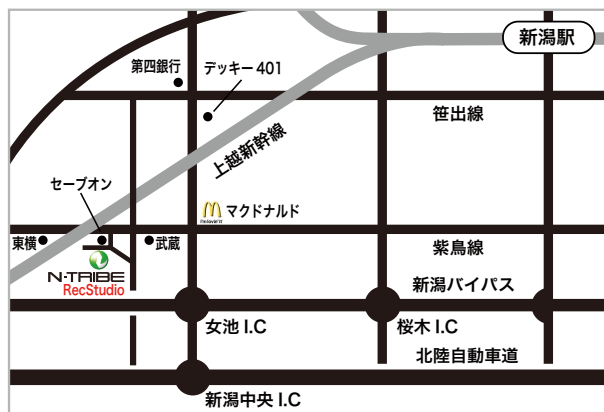 新潟駅
第四銀行
デッキー401
笹出線
上越新幹線
セーブオン
i'm lovin' it
マクドナルド
東横
武蔵
紫鳥線
N-TRIBE
RecStudio
新潟バイパス
女池 I.C
桜木 I.C
北陸自動車道
新潟中央 I.C